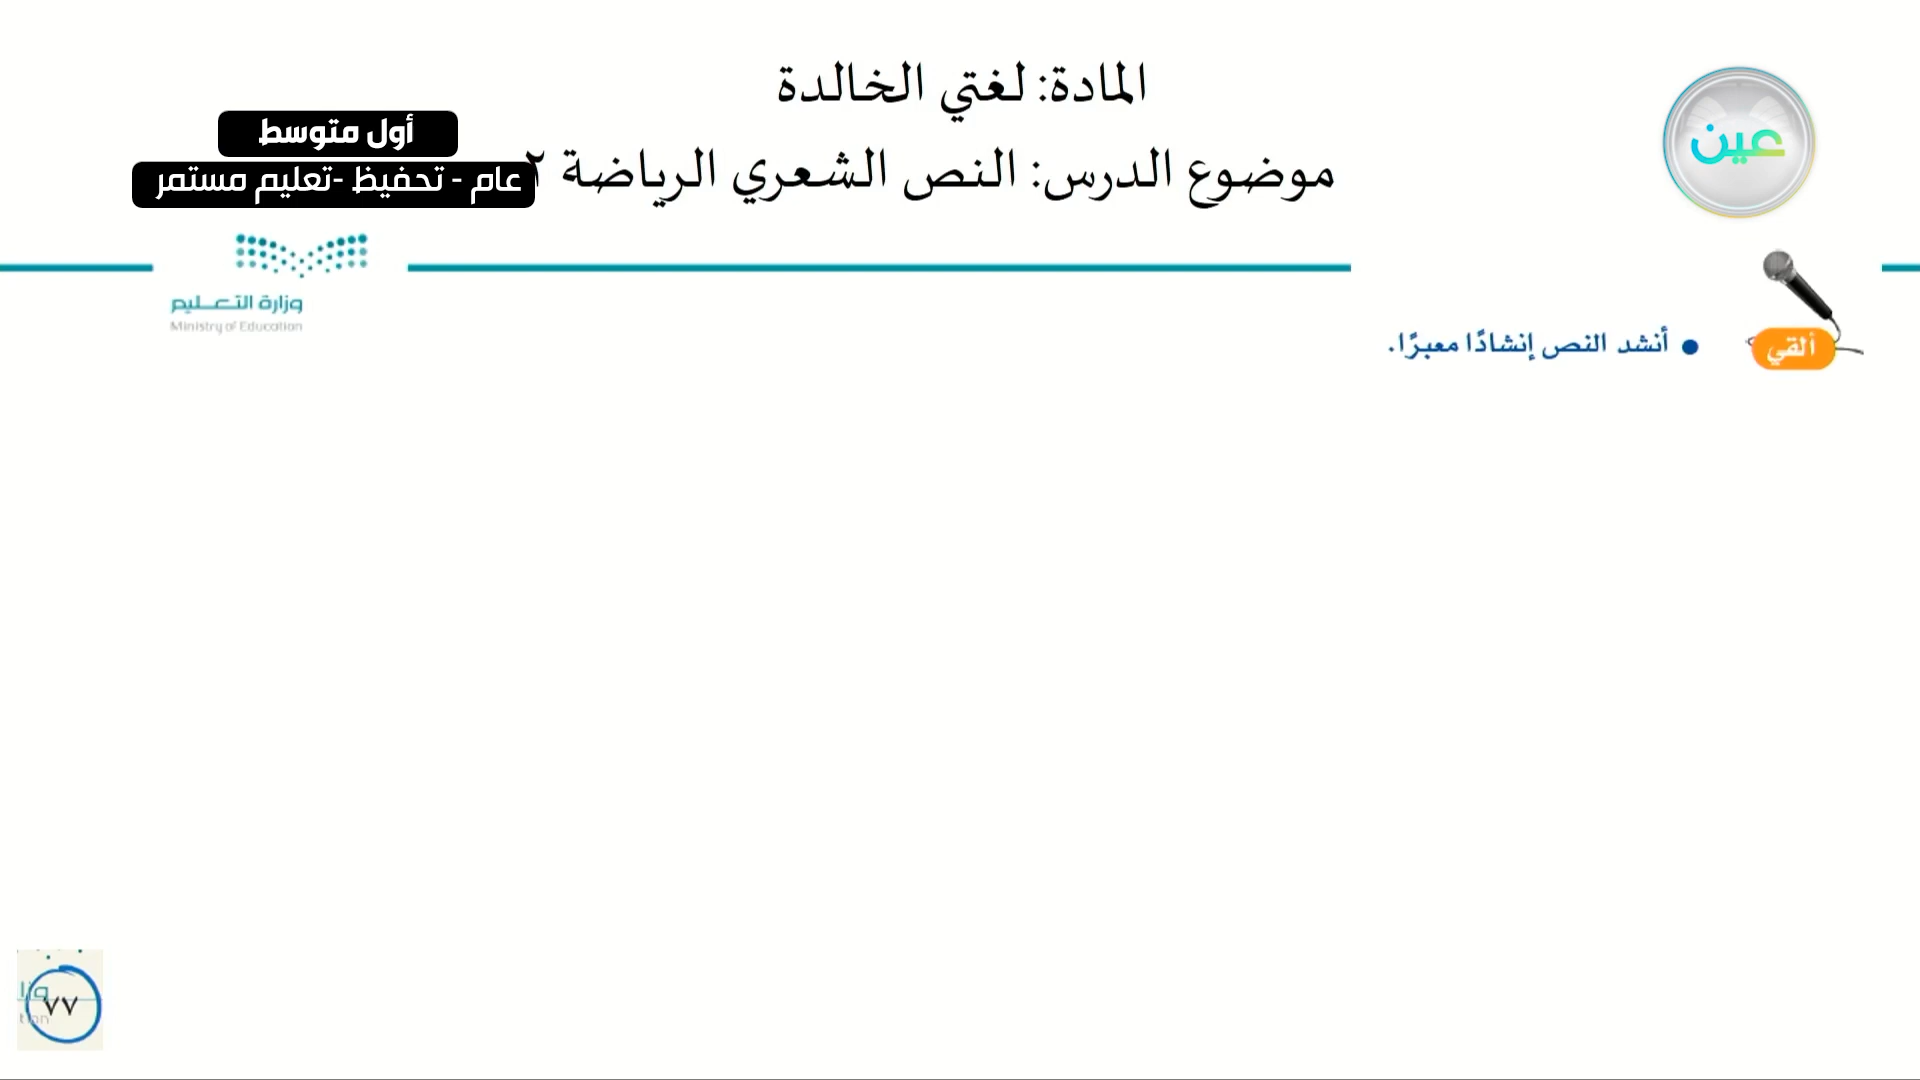 المادة: لغتي الخالدة
موضوع الدرس: النص الشعري الرياضة ٢
أول متوسط
عام - تحفيظ -تعليم مستمر
عين
وزارة التعليم
Ministry of Education
ألقي
• أنشد النص إنشادًا معبرًا.
٧٧